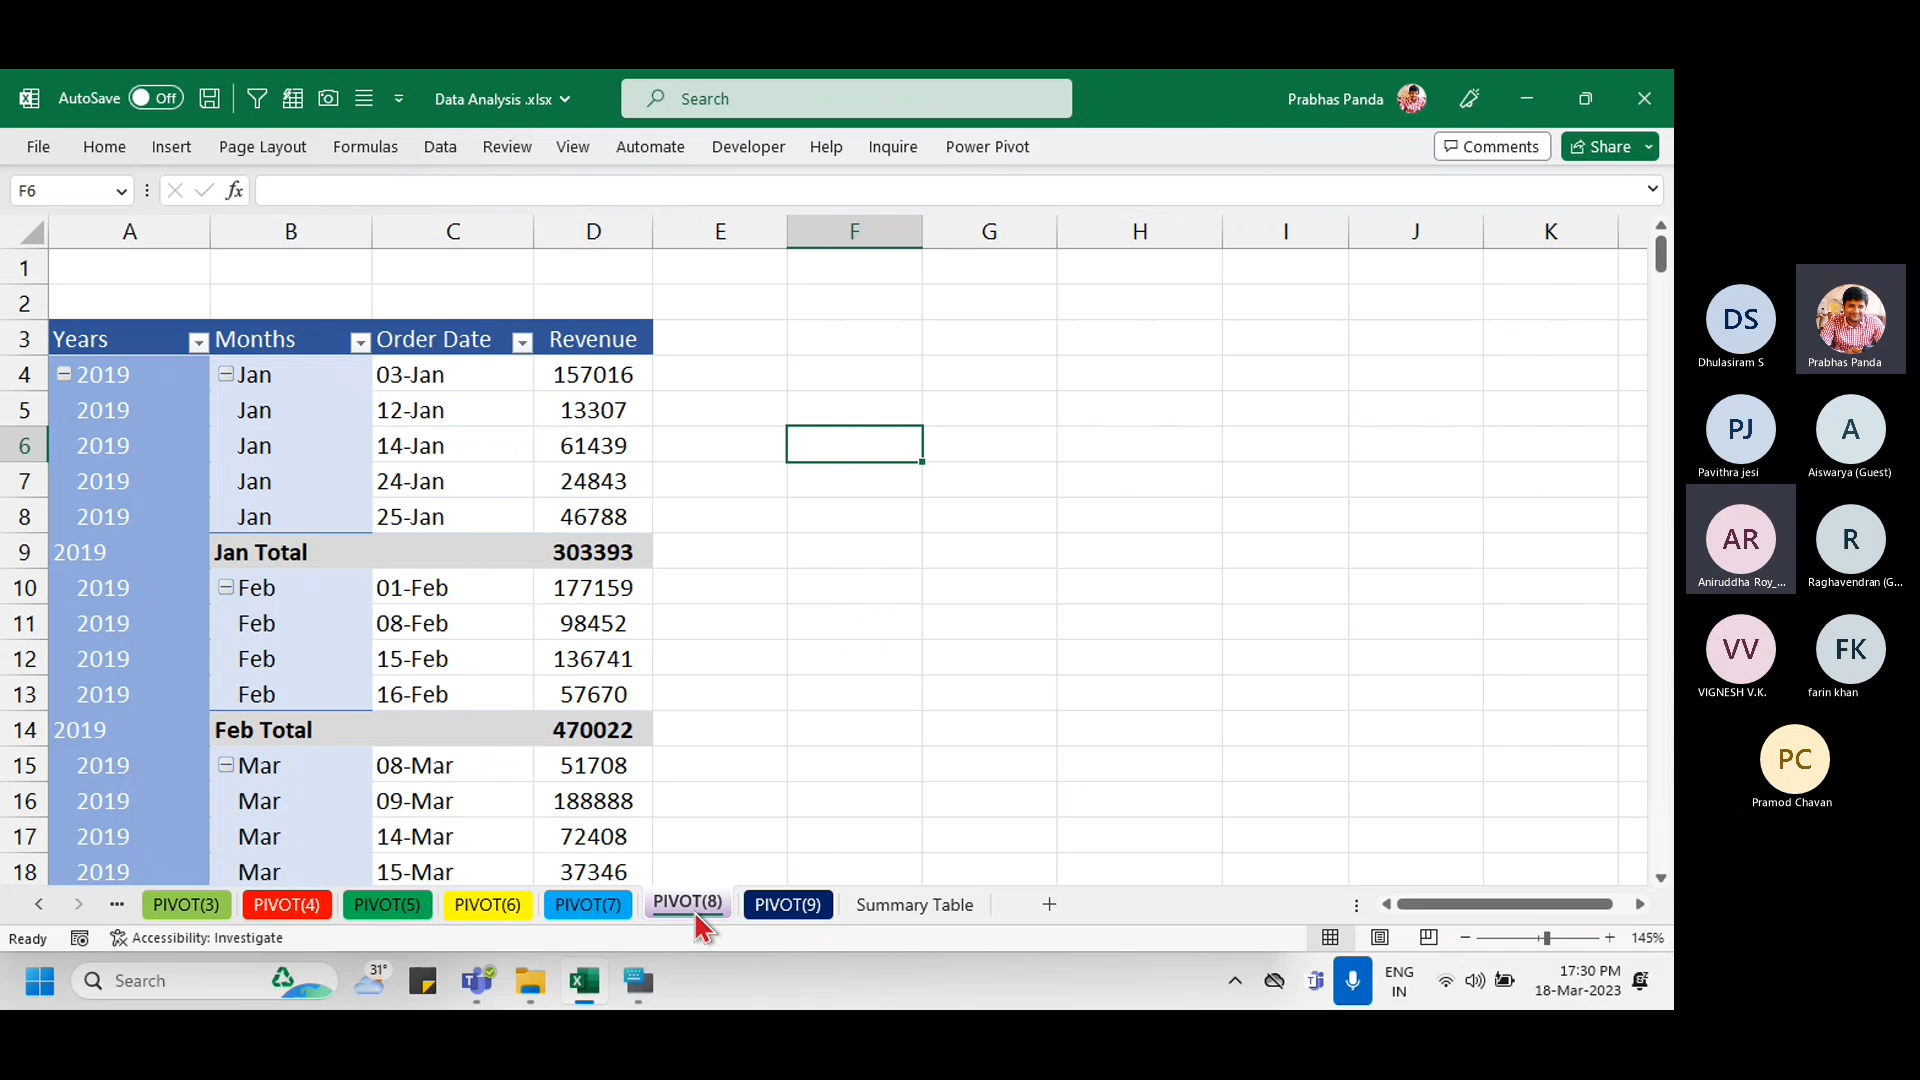 AutoSave Off Data Analysis .xlsx Search Prabhas Panda
File Home Insert Page Layout Formulas Data Review View Automate Developer Help Inquire Power Pivot Comments Share
F6 fx
A B C D E F G H I J K
1
2
3 Years Months Order Date Revenue
4 2019 Jan 03-Jan 157016
5 2019 Jan 12-Jan 13307
6 2019 Jan 14-Jan 61439
7 2019 Jan 24-Jan 24843
8 2019 Jan 25-Jan 46788
9 2019 Jan Total 303393
10 2019 Feb 01-Feb 177159
11 2019 Feb 08-Feb 98452
12 2019 Feb 15-Feb 136741
13 2019 Feb 16-Feb 57670
14 2019 Feb Total 470022
15 2019 Mar 08-Mar 51708
16 2019 Mar 09-Mar 188888
17 2019 Mar 14-Mar 72408
18 2019 Mar 15-Mar 37346
PIVOT(3) PIVOT(4) PIVOT(5) PIVOT(6) PIVOT(7) PIVOT(8) PIVOT(9) Summary Table
Ready Accessibility: Investigate 145%
Search 31° ENG IN 17:30 PM 18-Mar-2023
DS
Dhulasiram S Prabhas Panda
PJ A
Pavithra jesi Aiswarya (Guest)
AR R
Aniruddha Roy_... Raghavendran (G...
VV FK
VIGNESH V.K. farin khan
PC
Pramod Chavan